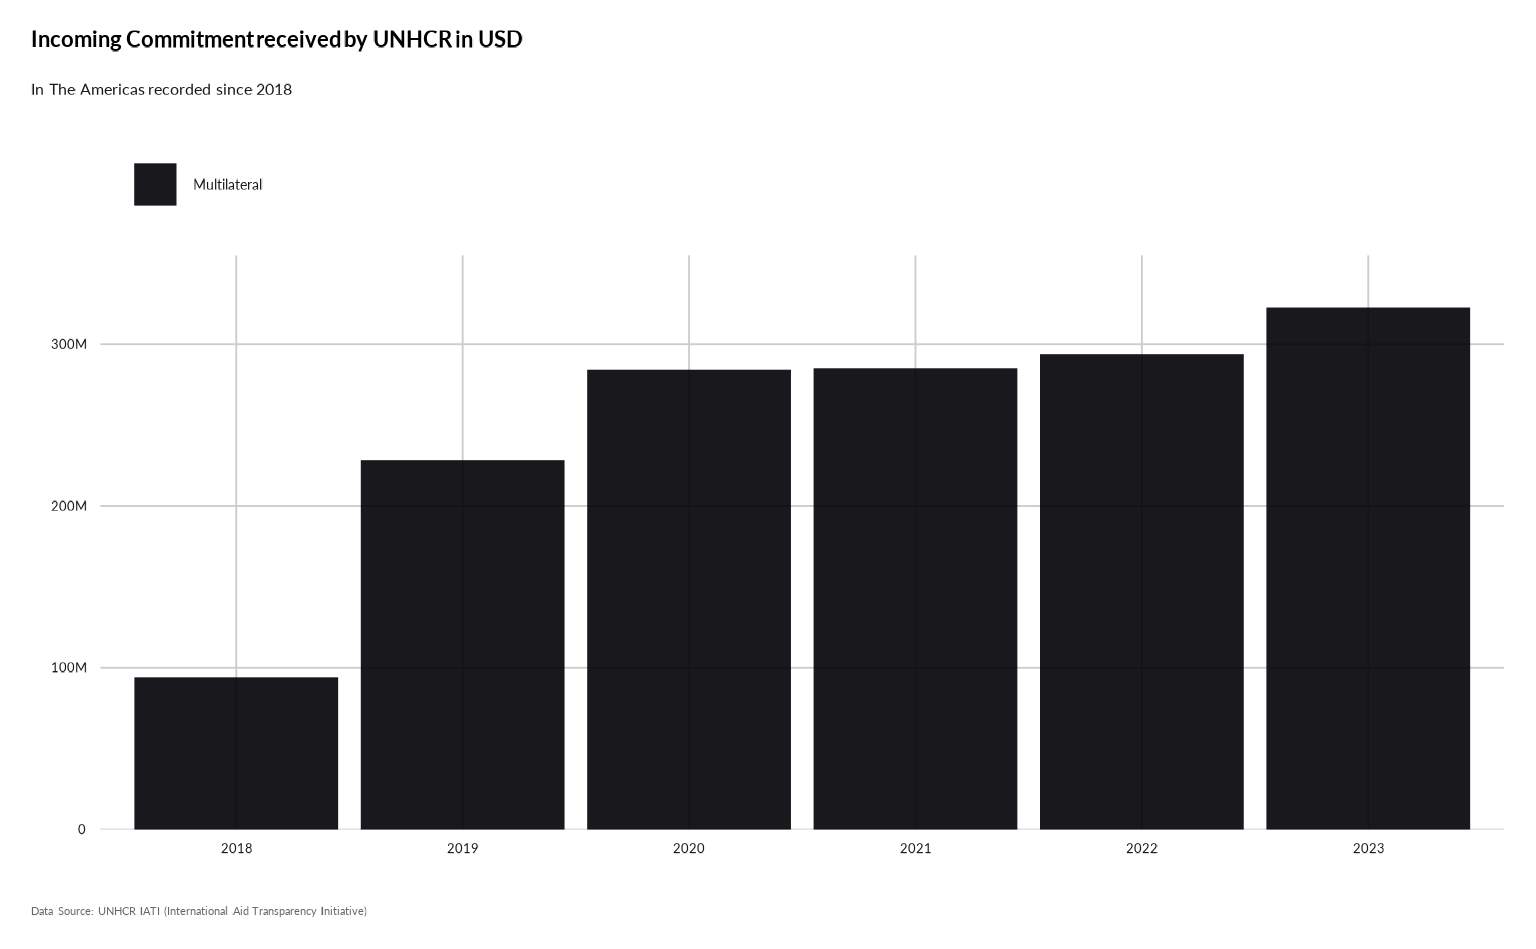 Incoming Commitment received by UNHCR in USD
In The Americas recorded since 2018
Multilateral
300M
200M
100M
0
2018 2019 2020 2021 2022 2023
Data Source: UNHCR IATI (International Aid Transparency Initiative)